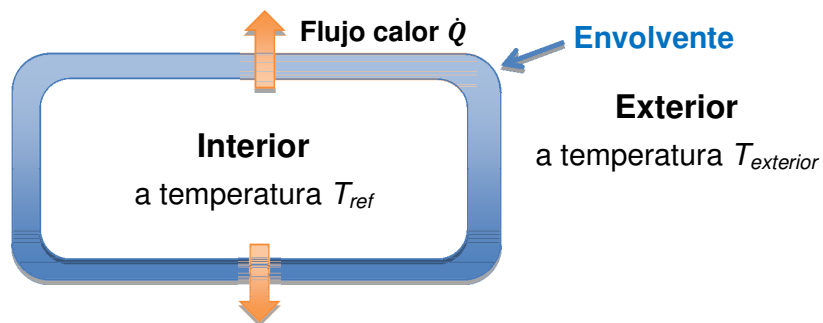 Flujo calor Q̇
Envolvente
Exterior
a temperatura T_exterior
Interior
a temperatura T_ref